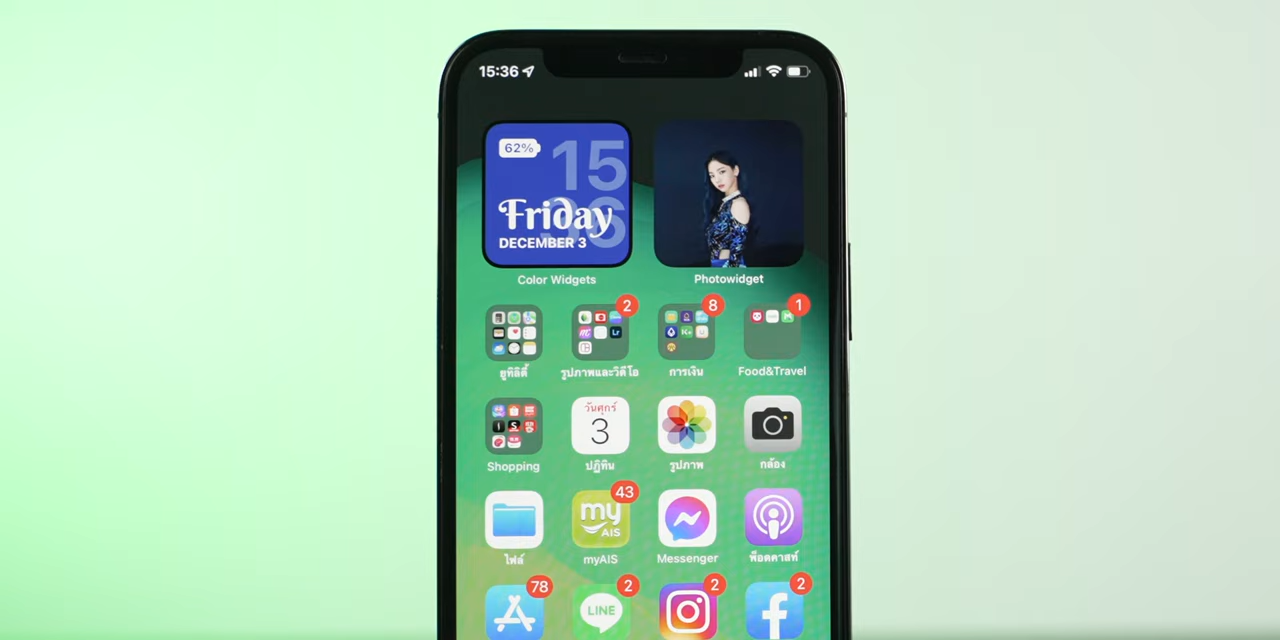 15:36
62%
15
36
Friday
DECEMBER 3
Color Widgets
Photowidget
2
8
1
ยูทิลิตี้
รูปภาพและวิดีโอ
การเงิน
Food&Travel
วันศุกร์
3
Shopping
ปฏิทิน
รูปภาพ
กล้อง
43
my
AIS
ไฟล์
myAIS
Messenger
พ็อดคาสท์
78
2
2
2
LINE